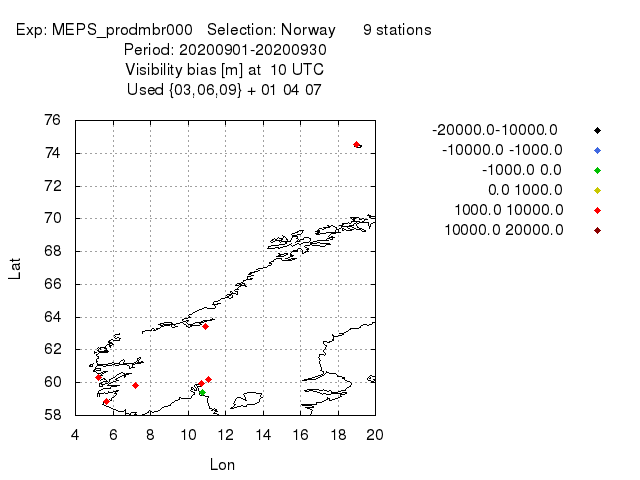 Exp: MEPS_prodmbr000 Selection: Norway 9 stations
Period: 20200901-20200930
Visibility bias [m] at 10 UTC
Used {03,06,09} + 01 04 07
-20000.0-10000.0
-10000.0 -1000.0
-1000.0 0.0
0.0 1000.0
1000.0 10000.0
10000.0 20000.0
76
74
72
70
68
66
64
62
60
58
Lat
4 6 8 10 12 14 16 18 20
Lon